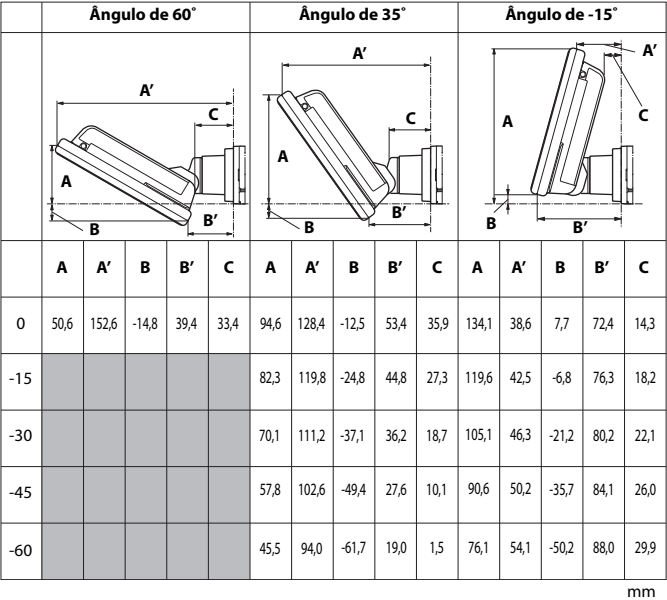 Ângulo de 60˚ Ângulo de 35˚ Ângulo de -15˚
A’ C A B B’
A’ C A B B’
A’ C A B B’
A A’ B B’ C A A’ B B’ C A A’ B B’ C
0 50,6 152,6 -14,8 39,4 33,4 94,6 128,4 -12,5 53,4 35,9 134,1 38,6 7,7 72,4 14,3
-15 82,3 119,8 -24,8 44,8 27,3 119,6 42,5 -6,8 76,3 18,2
-30 70,1 111,2 -37,1 36,2 18,7 105,1 46,3 -21,2 80,2 22,1
-45 57,8 102,6 -49,4 27,6 10,1 90,6 50,2 -35,7 84,1 26,0
-60 45,5 94,0 -61,7 19,0 1,5 76,1 54,1 -50,2 88,0 29,9
mm